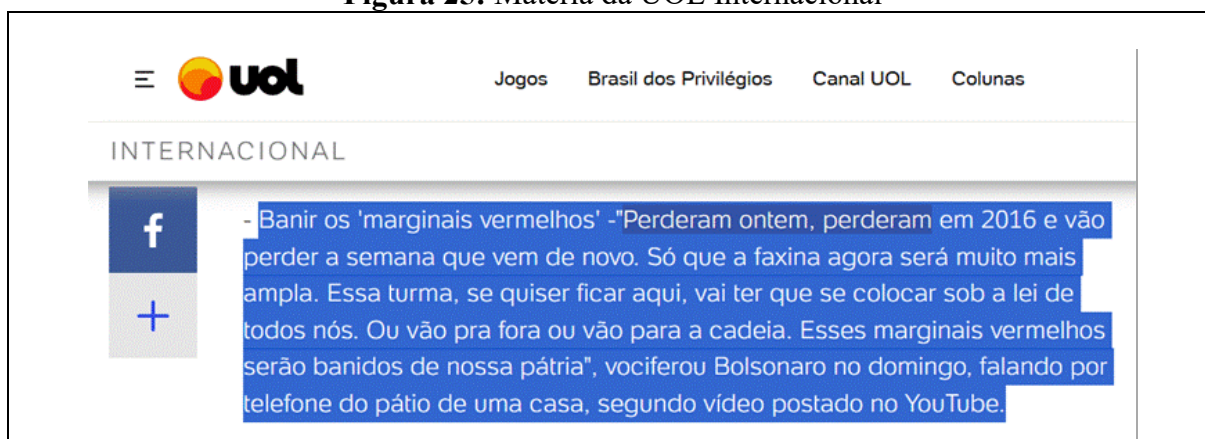 Figura 23: Matéria da UOL Internacional
uol
Jogos Brasil dos Privilégios Canal UOL Colunas
INTERNACIONAL
f
- Banir os 'marginais vermelhos' -"Perderam ontem, perderam em 2016 e vão
perder a semana que vem de novo. Só que a faxina agora será muito mais
ampla. Essa turma, se quiser ficar aqui, vai ter que se colocar sob a lei de
todos nós. Ou vão pra fora ou vão para a cadeia. Esses marginais vermelhos
serão banidos de nossa pátria", vociferou Bolsonaro no domingo, falando por
telefone do pátio de uma casa, segundo vídeo postado no YouTube.